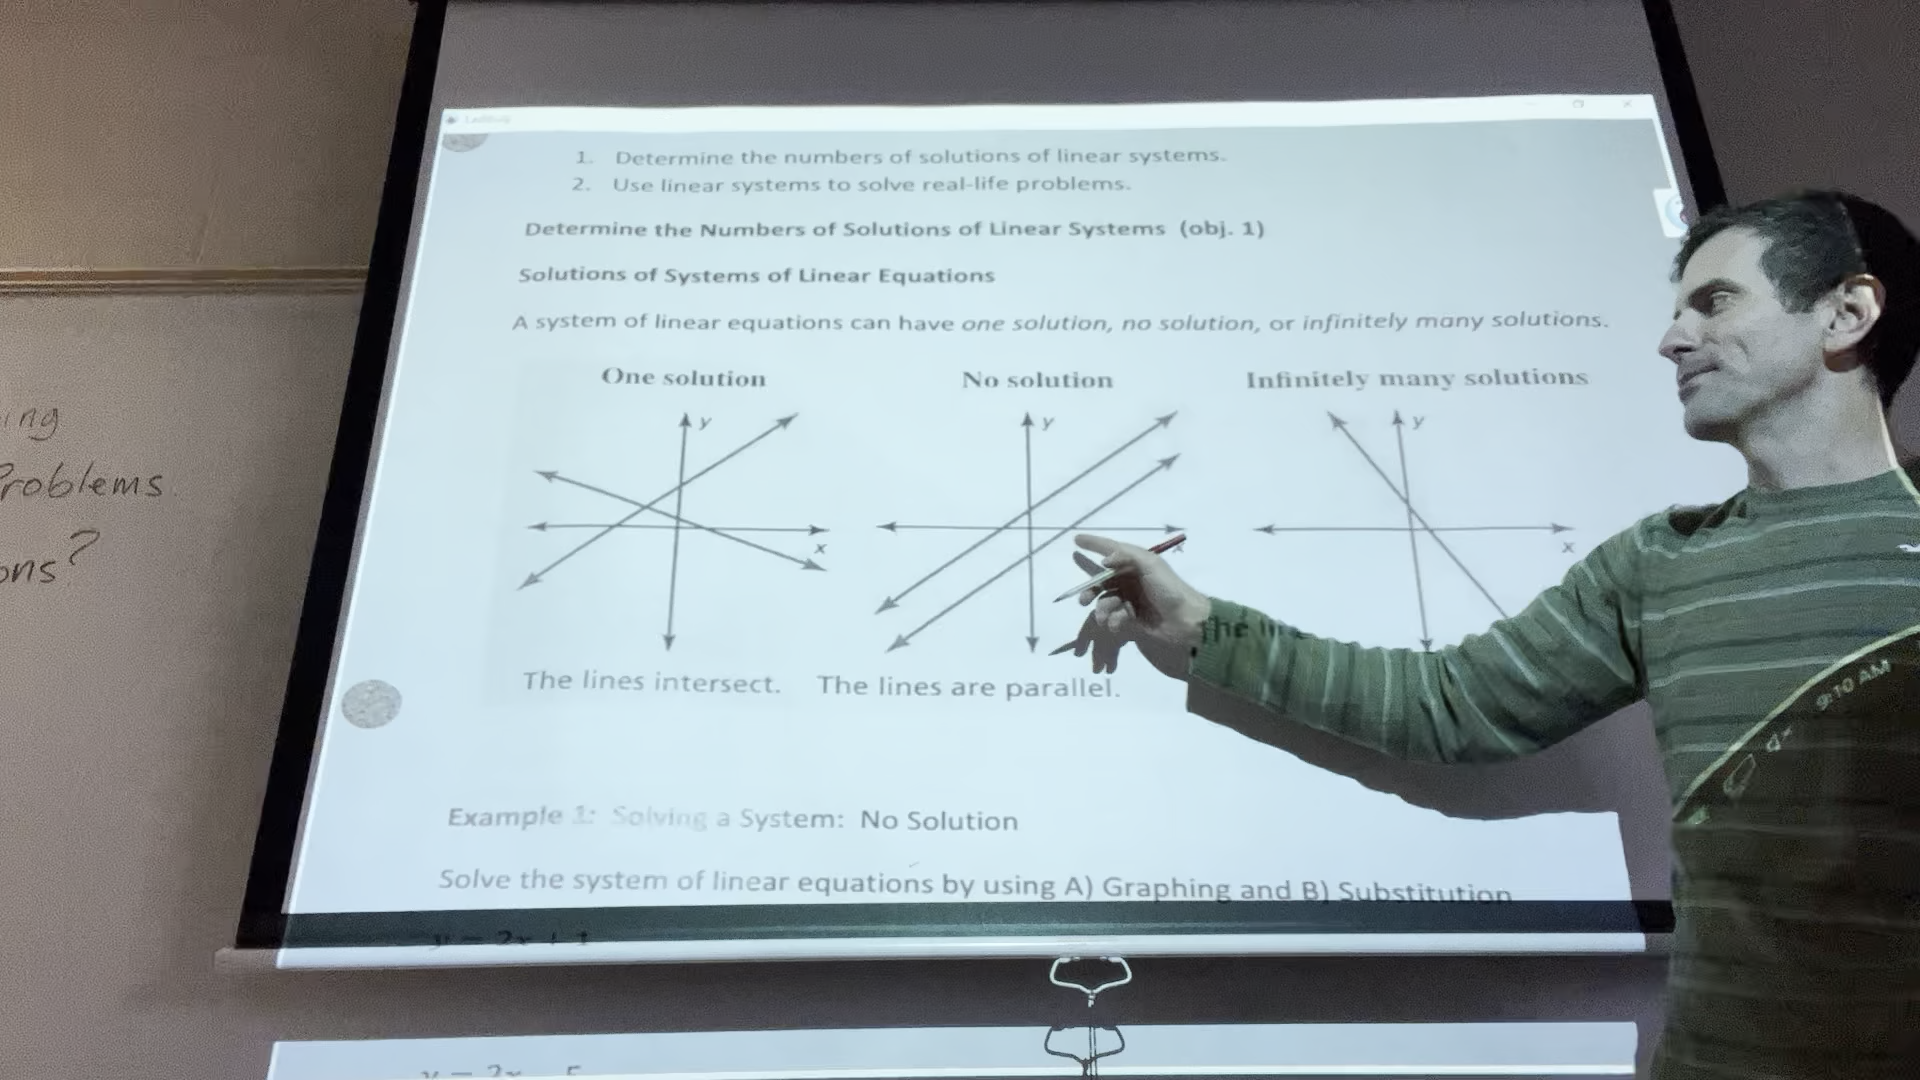 ing
Problems
ons?
1. Determine the numbers of solutions of linear systems.
2. Use linear systems to solve real-life problems.
Determine the Numbers of Solutions of Linear Systems (obj. 1)
Solutions of Systems of Linear Equations
A system of linear equations can have one solution, no solution, or infinitely many solutions.
One solution No solution Infinitely many solutions
y y y
x x x
The lines intersect. The lines are parallel. The
Example 1: Solving a System: No Solution
Solve the system of linear equations by using A) Graphing and B) Substitution
y = 2x + 1
9:10 AM